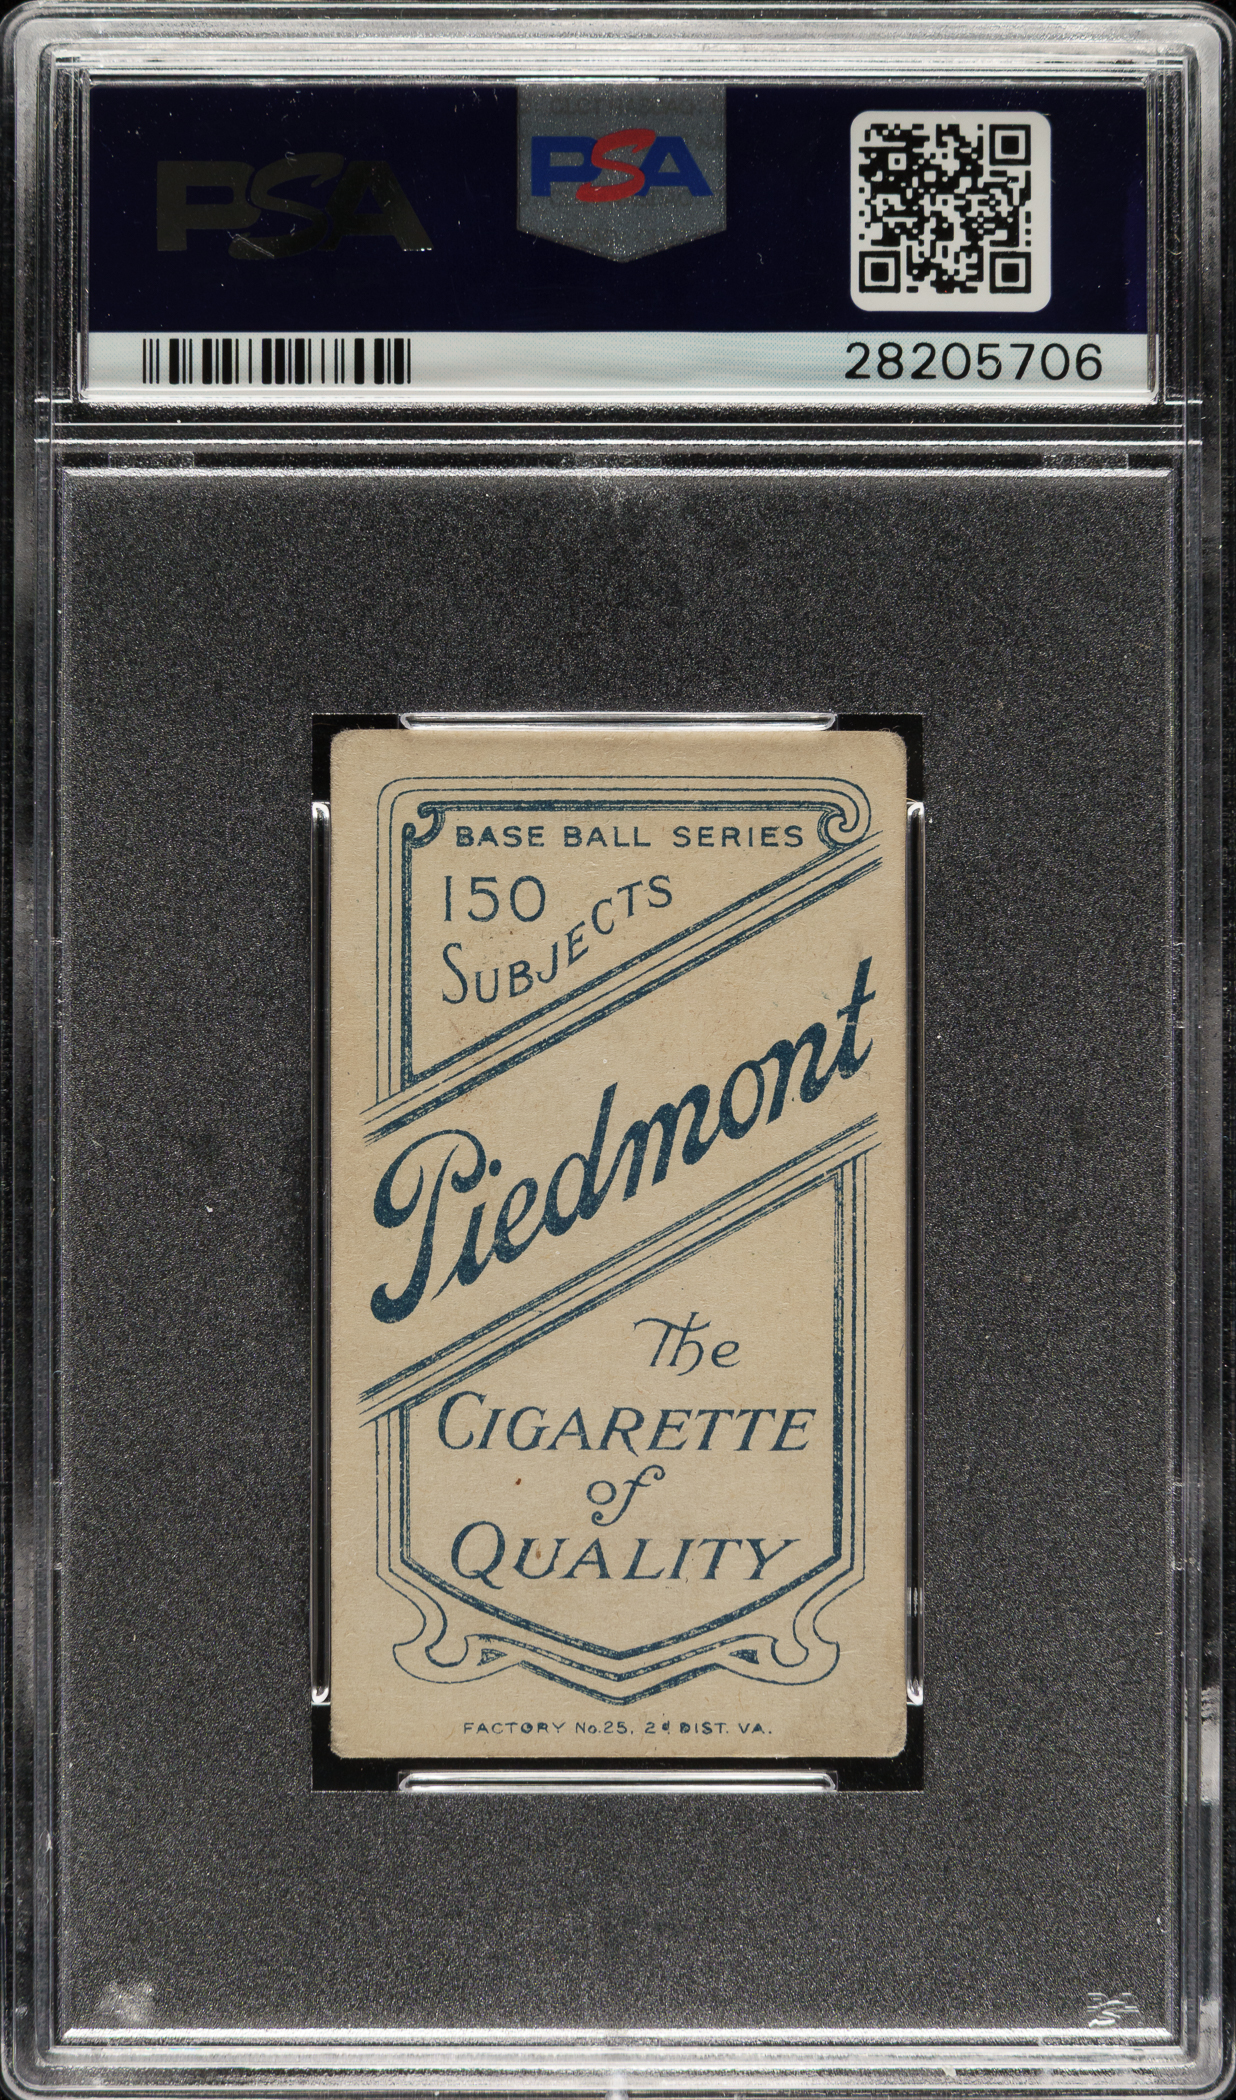 PSA
PSA
28205706
BASE BALL SERIES
150
SUBJECTS
Piedmont
The
CIGARETTE
of
QUALITY
FACTORY No. 25, 2d DIST. VA.